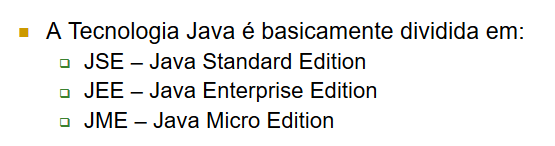 A Tecnologia Java é basicamente dividida em:
JSE – Java Standard Edition
JEE – Java Enterprise Edition
JME – Java Micro Edition